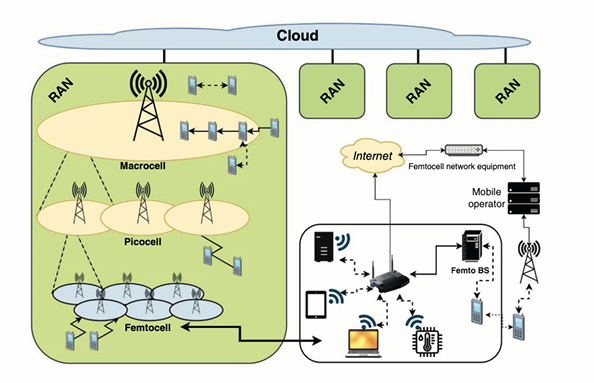 Cloud
RAN
RAN
RAN
RAN
Macrocell
Internet
Femtocell network equipment
Mobile
operator
Picocell
Femto BS
Femtocell